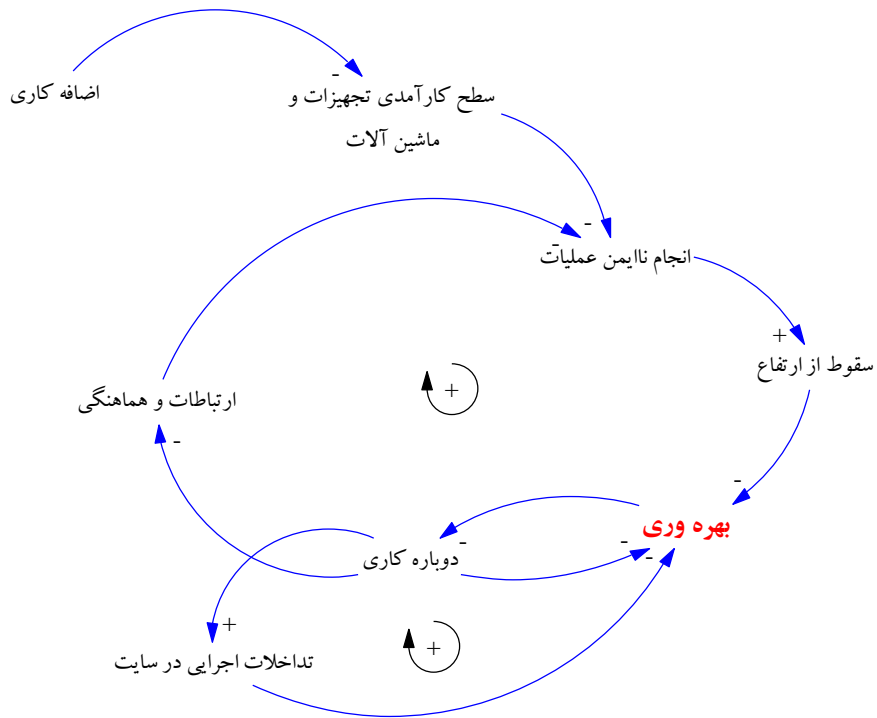 اضافه کاری
-
سطح کارآمدی تجهیزات و
ماشین آلات
-
-
انجام ناایمن عملیات
+
سقوط از ارتفاع
ارتباطات و هماهنگی
+
-
-
بهره وری
-
-
-
دوباره کاری
+
+
تداخلات اجرایی در سایت